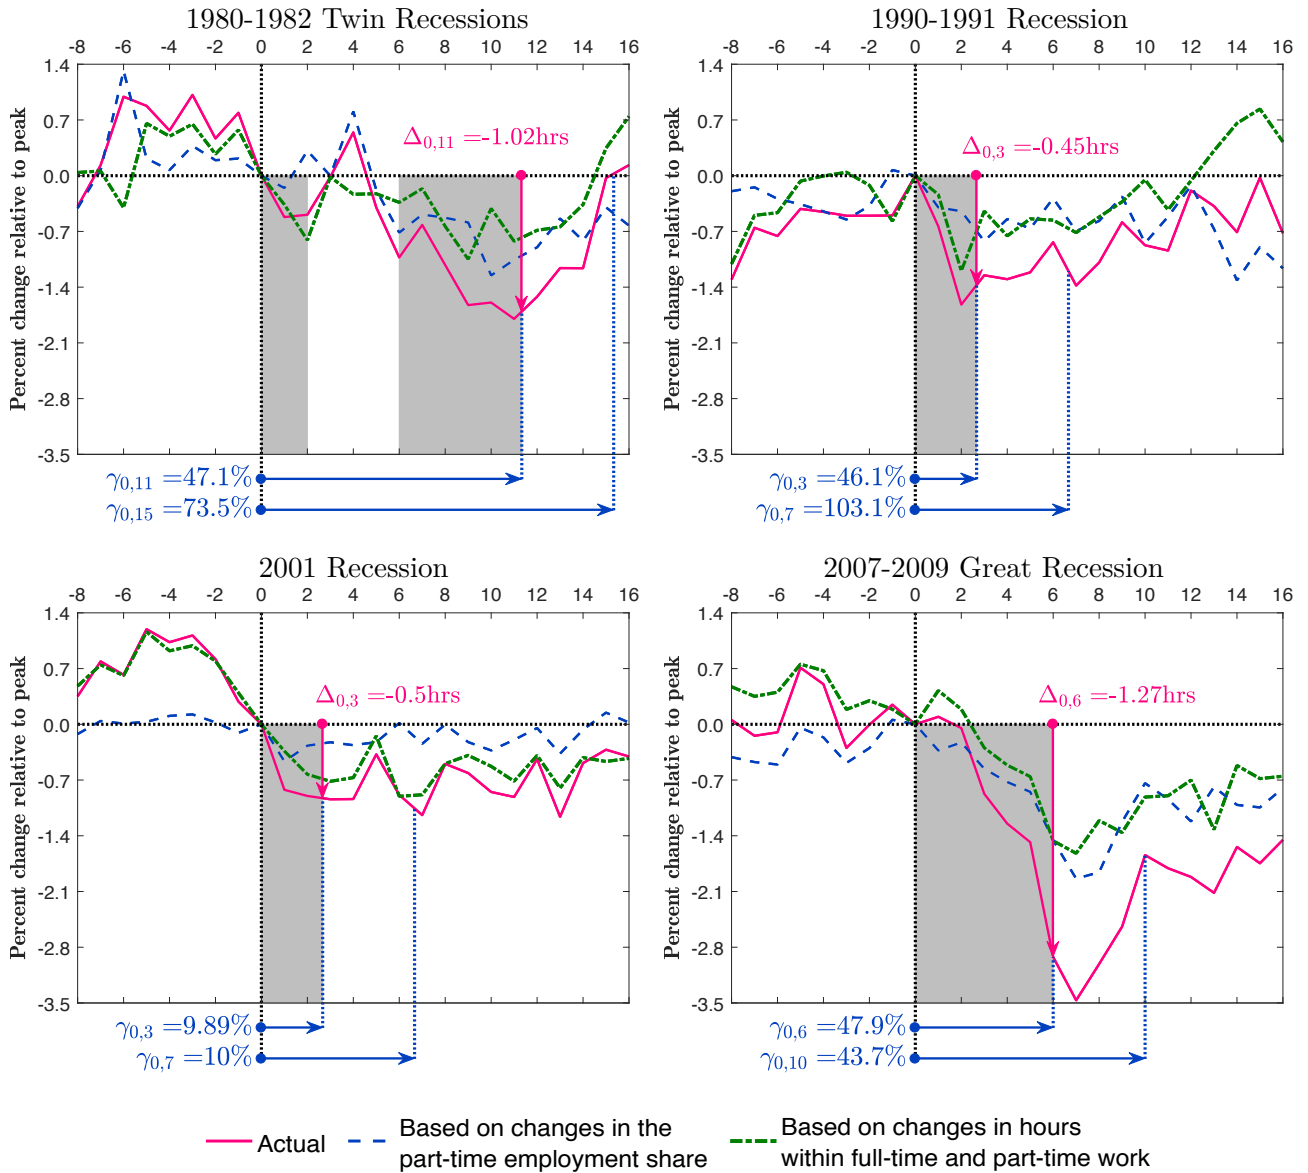 1980-1982 Twin Recessions
-8 -6 -4 -2 0 2 4 6 8 10 12 14 16
Percent change relative to peak
1.4
0.7
0.0
-0.7
-1.4
-2.1
-2.8
-3.5
Δ0,11 =-1.02hrs
γ0,11 =47.1%
γ0,15 =73.5%
1990-1991 Recession
-8 -6 -4 -2 0 2 4 6 8 10 12 14 16
Percent change relative to peak
1.4
0.7
0.0
-0.7
-1.4
-2.1
-2.8
-3.5
Δ0,3 =-0.45hrs
γ0,3 =46.1%
γ0,7 =103.1%
2001 Recession
-8 -6 -4 -2 0 2 4 6 8 10 12 14 16
Percent change relative to peak
1.4
0.7
0.0
-0.7
-1.4
-2.1
-2.8
-3.5
Δ0,3 =-0.5hrs
γ0,3 =9.89%
γ0,7 =10%
2007-2009 Great Recession
-8 -6 -4 -2 0 2 4 6 8 10 12 14 16
Percent change relative to peak
1.4
0.7
0.0
-0.7
-1.4
-2.1
-2.8
-3.5
Δ0,6 =-1.27hrs
γ0,6 =47.9%
γ0,10 =43.7%
Actual
Based on changes in the
part-time employment share
Based on changes in hours
within full-time and part-time work